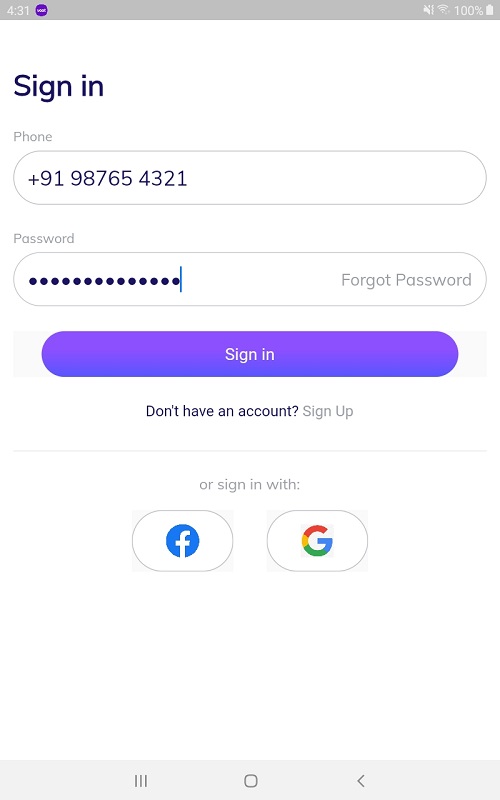 4:31 voot 100%
Sign in
Phone
+91 98765 4321
Password
••••••••••••••
Forgot Password
Sign in
Don't have an account? Sign Up
or sign in with: